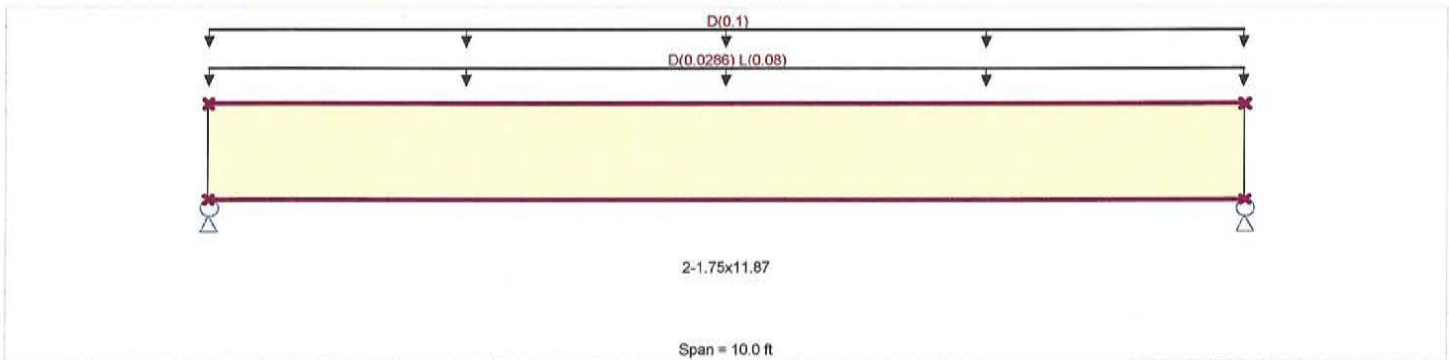 D(0.1)
D(0.0286) L(0.08)
2-1.75x11.87
Span = 10.0 ft